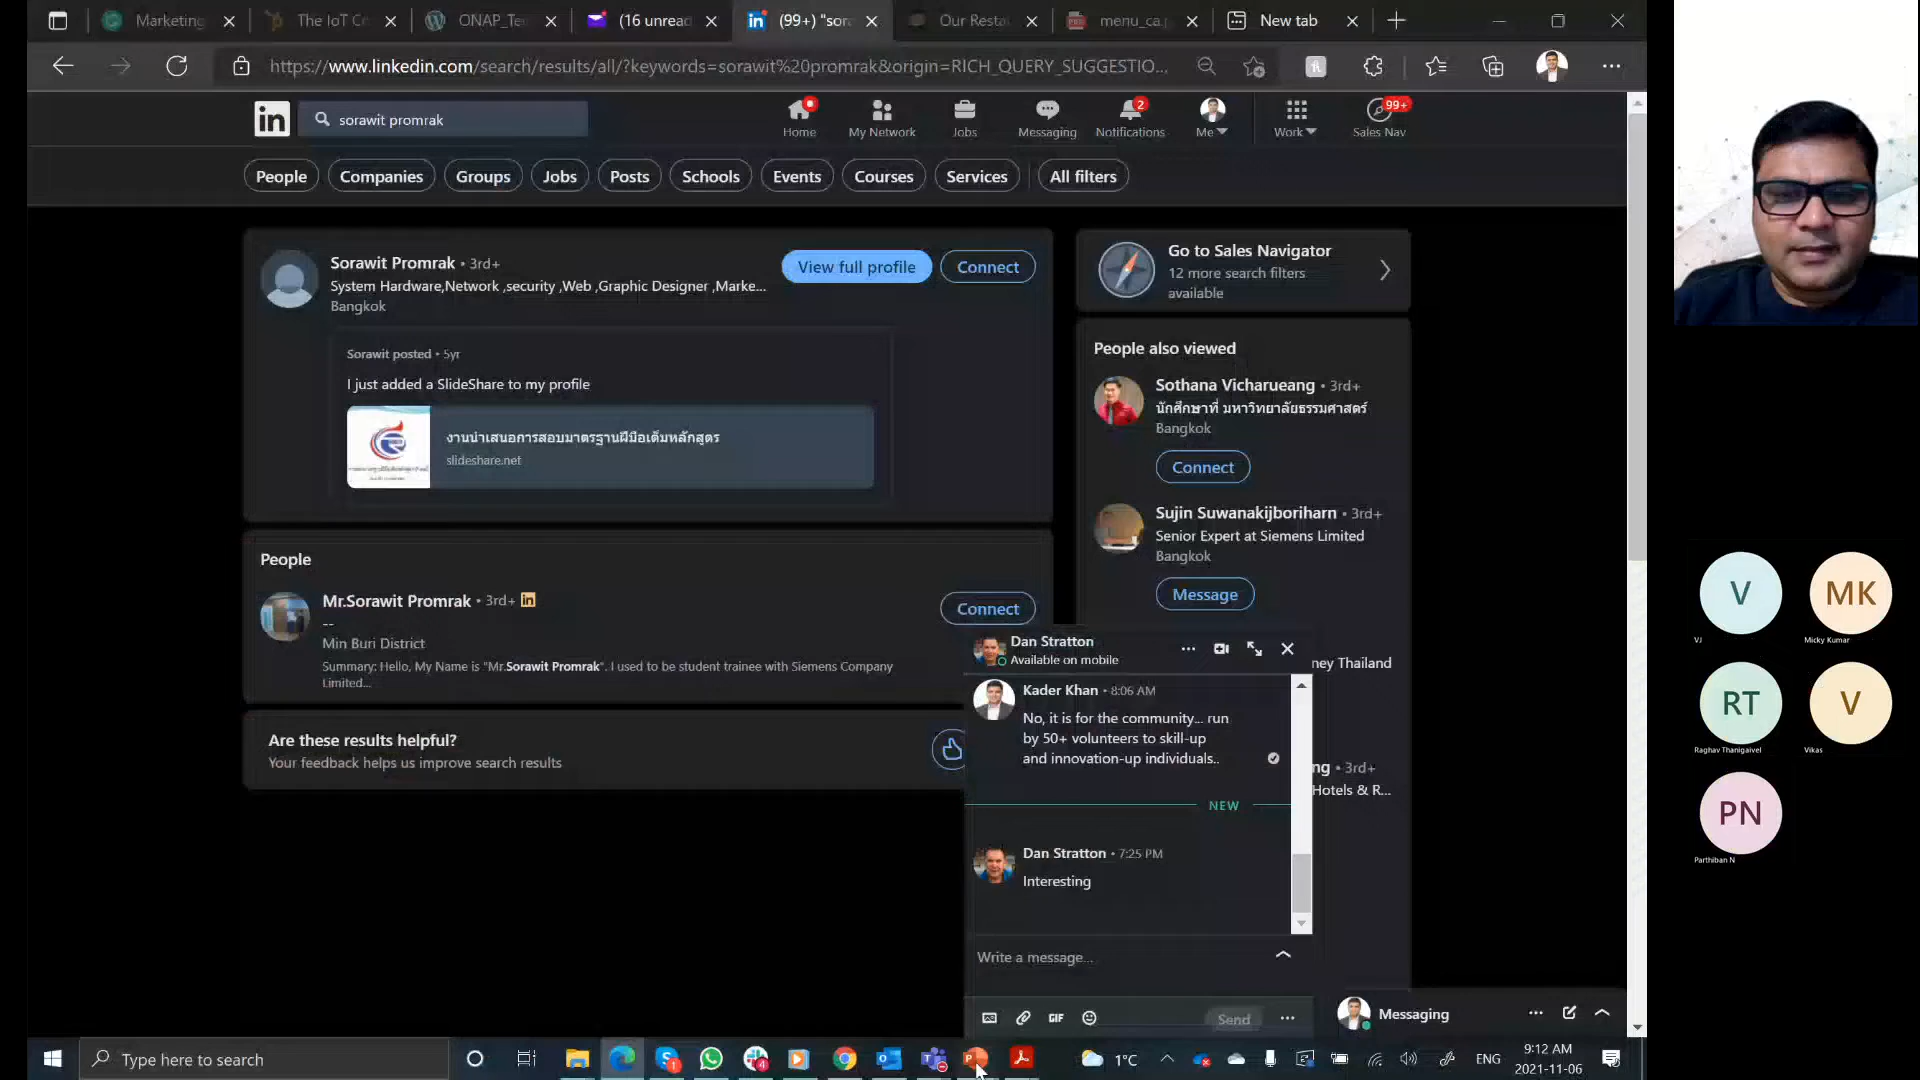 Marketing
The IoT C
ONAP_Te
(16 unread
(99+) "sor
Our Resta
menu_ca.p
New tab
https://www.linkedin.com/search/results/all/?keywords=sorawit%20promrak&origin=RICH_QUERY_SUGGESTIO...
in
sorawit promrak
Home
My Network
Jobs
Messaging
2
Notifications
Me
Work
99+
Sales Nav
People
Companies
Groups
Jobs
Posts
Schools
Events
Courses
Services
All filters
Sorawit Promrak • 3rd+
System Hardware,Network ,security ,Web ,Graphic Designer ,Marke...
Bangkok
View full profile
Connect
Sorawit posted • 5yr
I just added a SlideShare to my profile
งานนำเสนอการสอบมาตรฐานฝีมือเต็มหลักสูตร
slideshare.net
People
Mr.Sorawit Promrak • 3rd+ in
--
Min Buri District
Summary: Hello, My Name is "Mr.Sorawit Promrak". I used to be student trainee with Siemens Company
Limited...
Connect
Are these results helpful?
Your feedback helps us improve search results
Go to Sales Navigator
12 more search filters
available
People also viewed
Sothana Vicharueang • 3rd+
นักศึกษาที่ มหาวิทยาลัยธรรมศาสตร์
Bangkok
Connect
Sujin Suwanakijboriharn • 3rd+
Senior Expert at Siemens Limited
Bangkok
Message
ney Thailand
ng • 3rd+
Hotels & R...
Dan Stratton
Available on mobile
Kader Khan • 8:06 AM
No, it is for the community... run
by 50+ volunteers to skill-up
and innovation-up individuals..
NEW
Dan Stratton • 7:25 PM
Interesting
Write a message...
GIF
Send
Messaging
Type here to search
1°C
ENG
9:12 AM
2021-11-06
V
VJ
MK
Micky Kumar
RT
Raghav Thanigaivel
V
Vikas
PN
Parthiban N